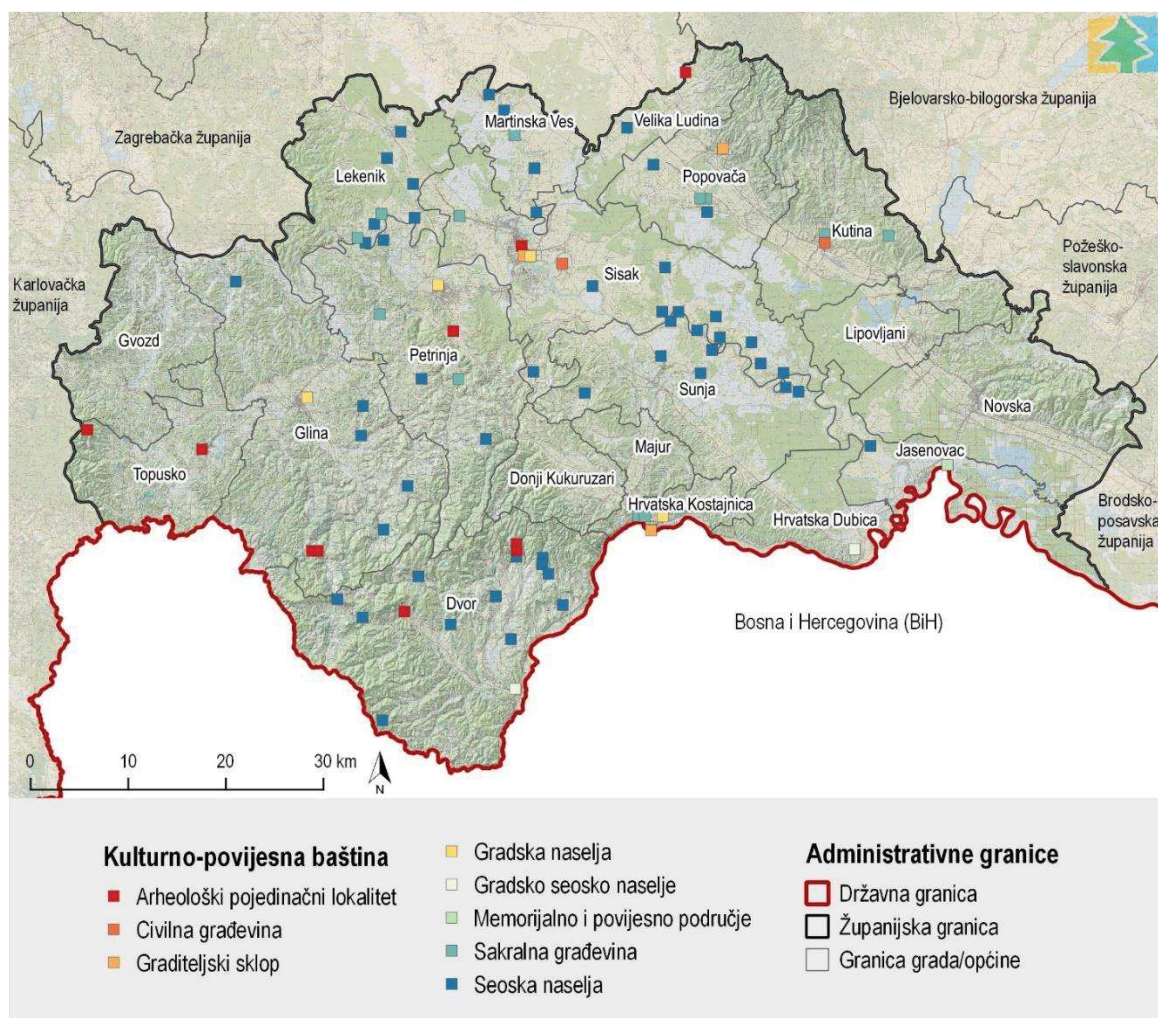 Bjelovarsko-bilogorska županija
Zagrebačka županija
Martinska Ves
Velika Ludina
Lekenik
Popovača
Kutina
Požeško-
slavonska
županija
Karlovačka
županija
Sisak
Gvozd
Lipovljani
Petrinja
Sunja
Novska
Glina
Majur
Jasenovac
Topusko
Donji Kukuruzari
Hrvatska Kostajnica
Hrvatska Dubica
Brodsko-
posavska
županija
Dvor
Bosna i Hercegovina (BiH)
0 10 20 30 km
N
Kulturno-povijesna baština
Arheološki pojedinačni lokalitet
Civilna građevina
Graditeljski sklop
Gradska naselja
Gradsko seosko naselje
Memorijalno i povijesno područje
Sakralna građevina
Seoska naselja
Administrativne granice
Državna granica
Županijska granica
Granica grada/općine